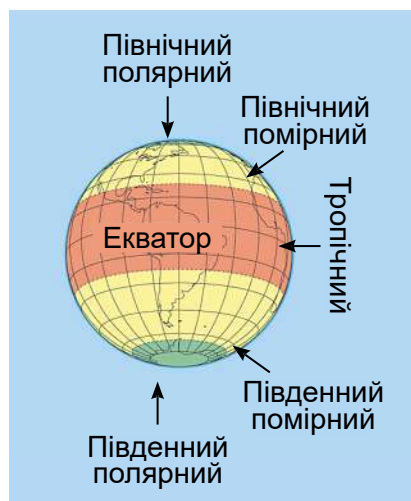 Північний
полярний
Північний
помірний
Тропічний
Екватор
Південний
помірний
Південний
полярний